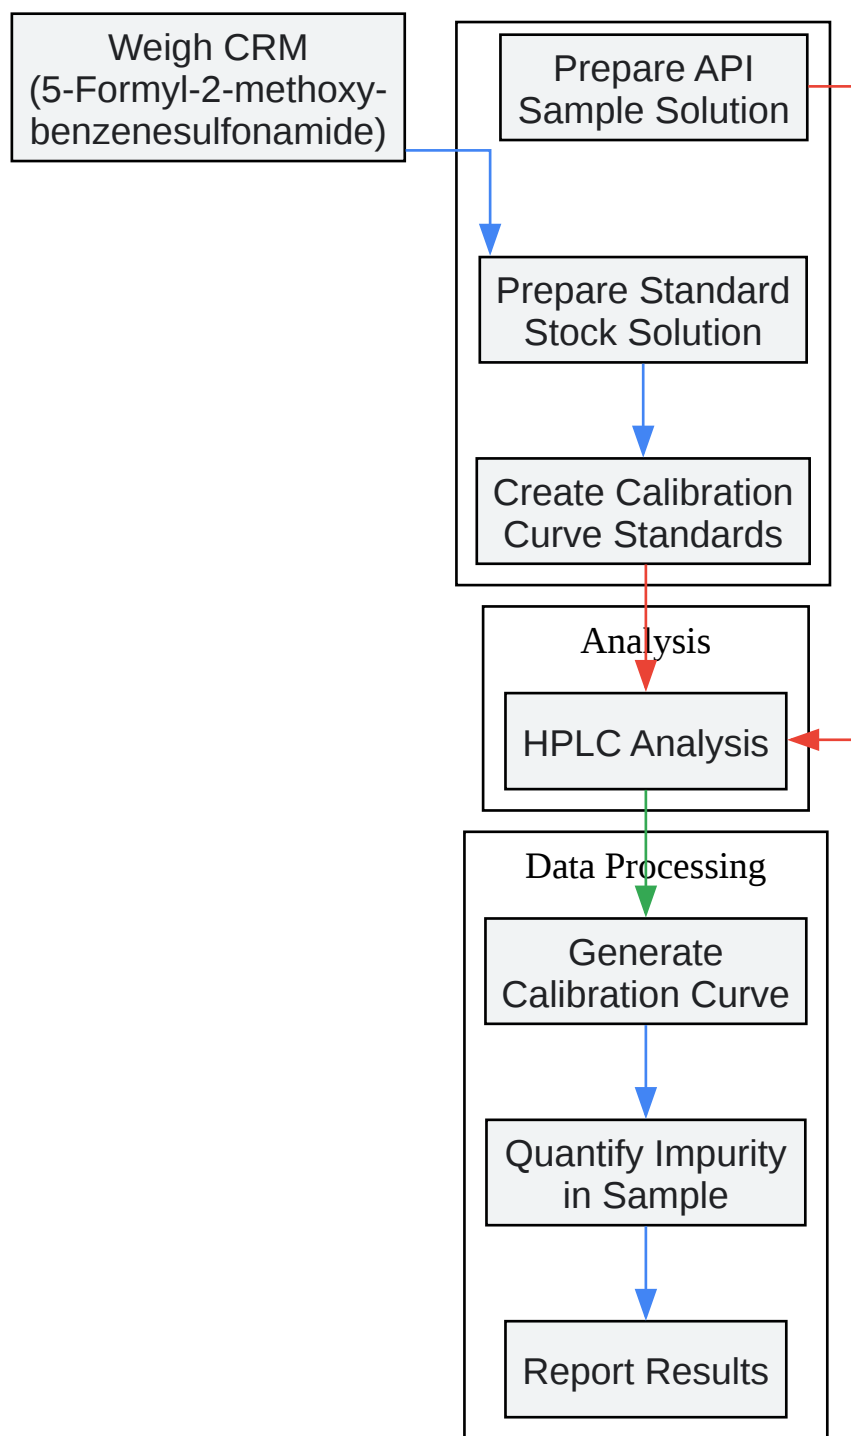 Weigh CRM
(5-Formyl-2-methoxy-
benzenesulfonamide)
Prepare API
Sample Solution
Prepare Standard
Stock Solution
Create Calibration
Curve Standards
Analysis
HPLC Analysis
Data Processing
Generate
Calibration Curve
Quantify Impurity
in Sample
Report Results